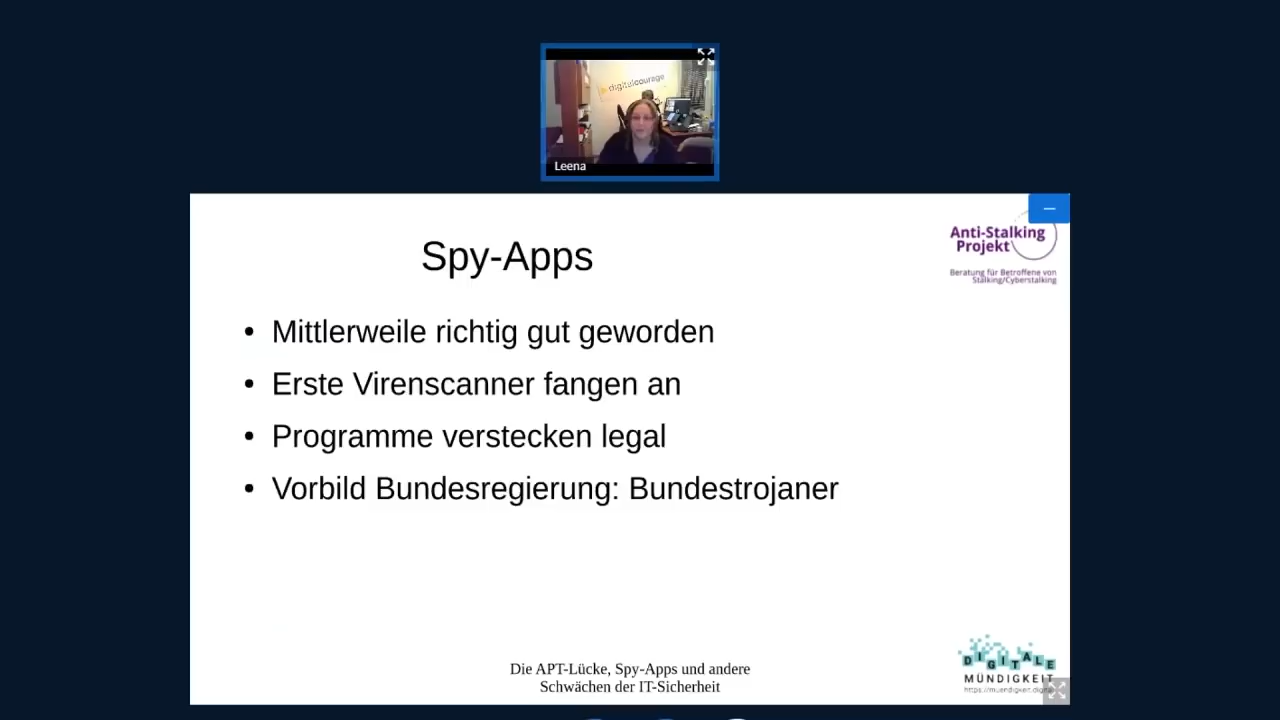 digitalcourage
Leena
Anti-Stalking
Projekt
Beratung für Betroffene von
Stalking/Cyberstalking
Spy-Apps
• Mittlerweile richtig gut geworden
• Erste Virenscanner fangen an
• Programme verstecken legal
• Vorbild Bundesregierung: Bundestrojaner
Die APT-Lücke, Spy-Apps und andere
Schwächen der IT-Sicherheit
DIGITALE
MÜNDIGKEIT